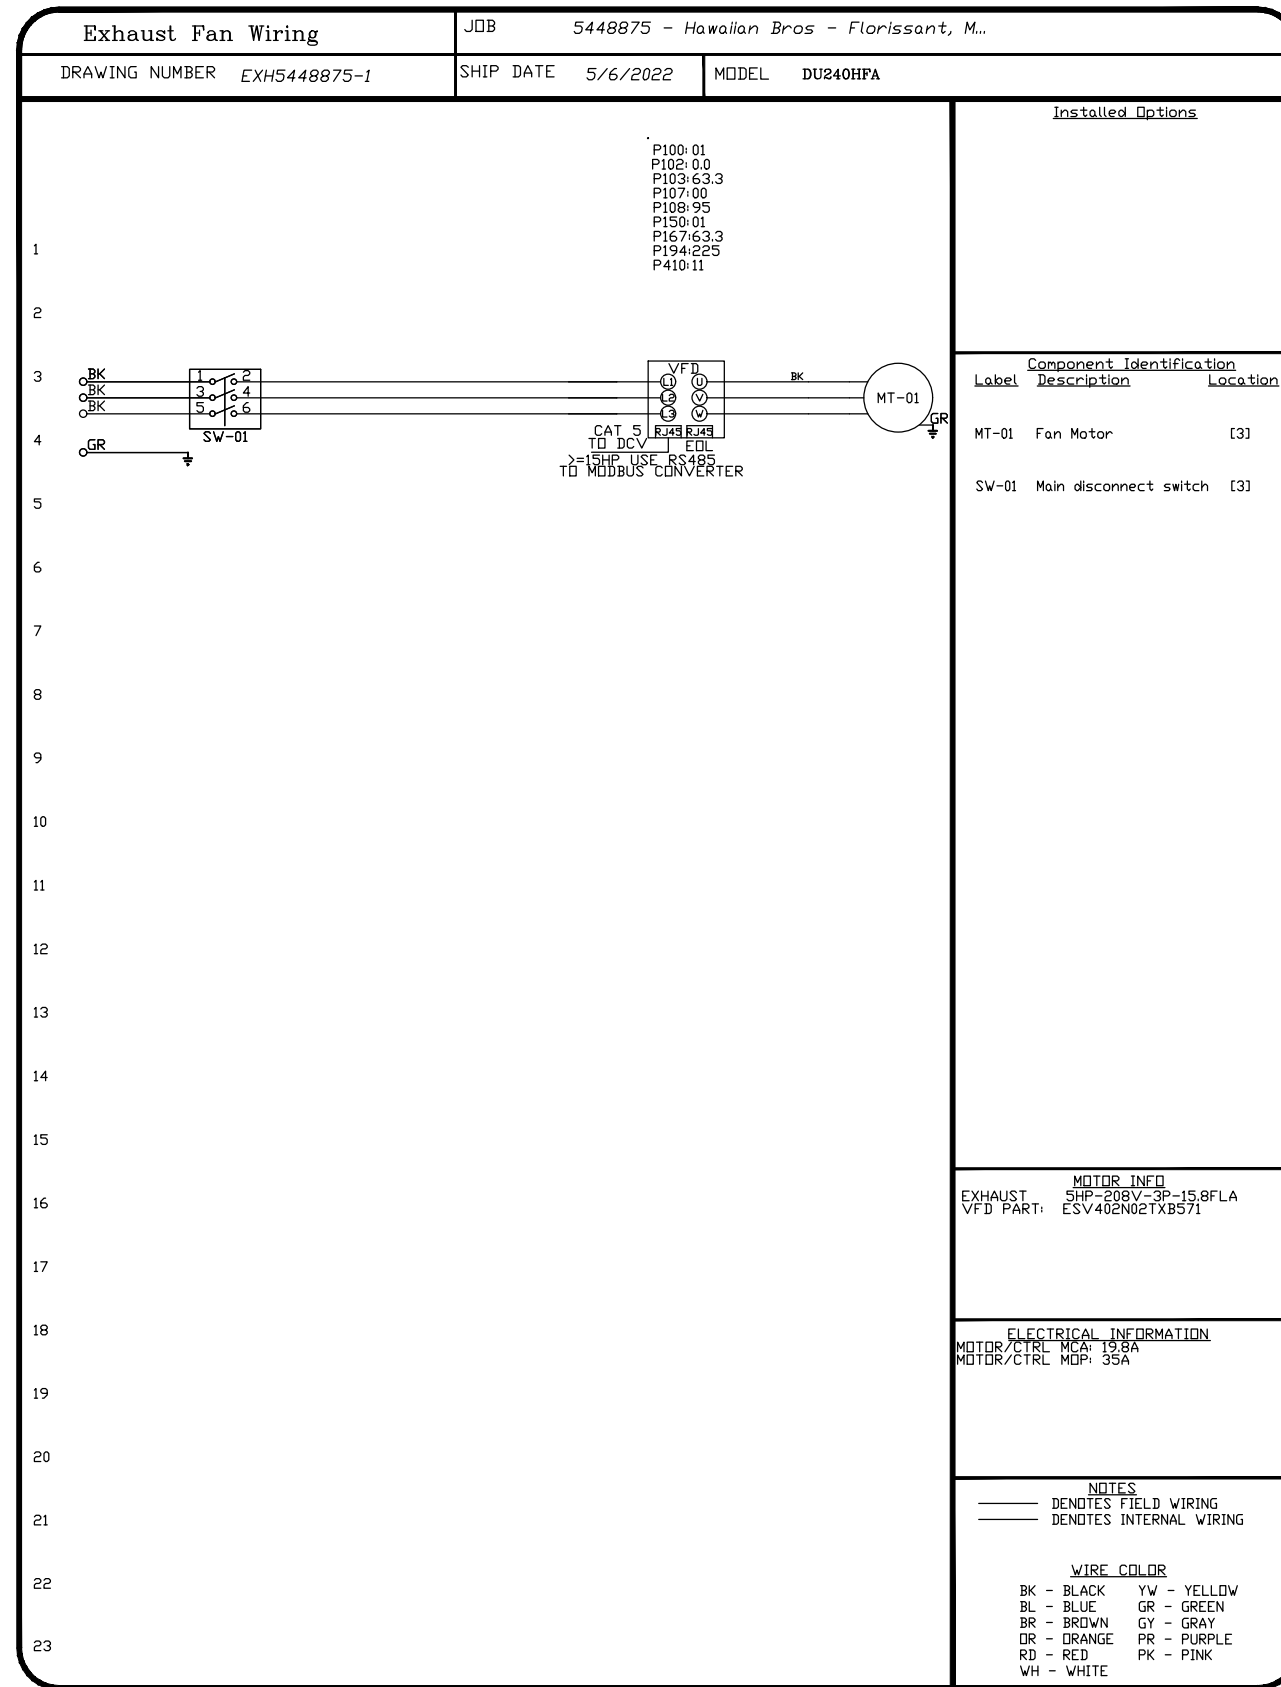 Exhaust Fan Wiring
JOB 5448875 - Hawaiian Bros - Florissant, M...
DRAWING NUMBER EXH5448875-1
SHIP DATE 5/6/2022
MODEL DU240HFA
Installed Options
P100:01
P102:0.0
P103:63.3
P107:00
P108:95
P150:01
P167:63.3
P194:225
P410:11
1
2
3
BK
BK
BK
1 2
3 4
5 6
SW-01
VFD
L1 U
L2 V
L3 W
RJ45 RJ45
BK
MT-01
GR
4
GR
CAT 5
TO DCV
EOL
>=15HP USE RS485
TO MODBUS CONVERTER
5
6
7
8
9
10
11
12
13
14
15
16
17
18
19
20
21
22
23
Component Identification
Label Description Location
MT-01 Fan Motor [3]
SW-01 Main disconnect switch [3]
MOTOR INFO
EXHAUST 5HP-208V-3P-15.8FLA
VFD PART: ESV402N02TXB571
ELECTRICAL INFORMATION
MOTOR/CTRL MCA: 19.8A
MOTOR/CTRL MOP: 35A
NOTES
DENOTES FIELD WIRING
DENOTES INTERNAL WIRING
WIRE COLOR
BK - BLACK YW - YELLOW
BL - BLUE GR - GREEN
BR - BROWN GY - GRAY
OR - ORANGE PR - PURPLE
RD - RED PK - PINK
WH - WHITE